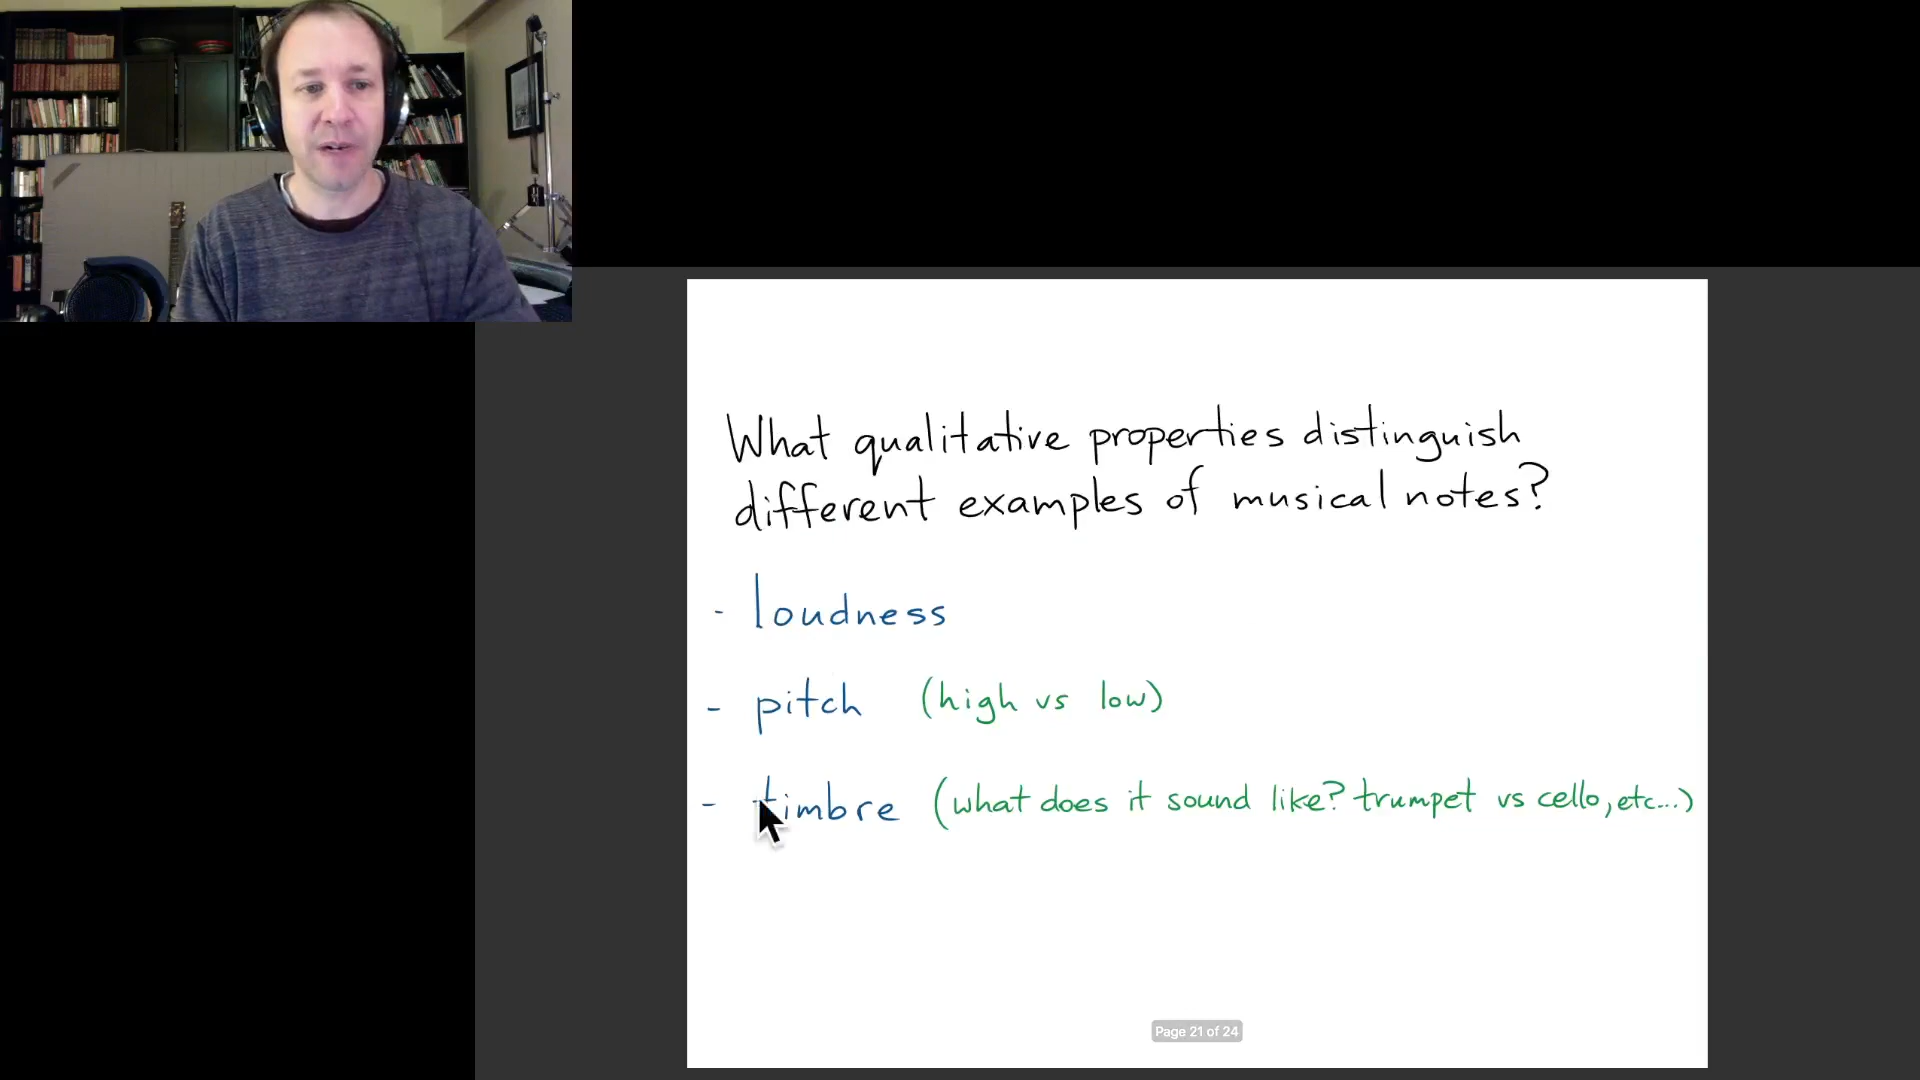 What qualitative properties distinguish
different examples of musical notes?
- loudness
- pitch (high vs low)
- timbre (what does it sound like? trumpet vs cello, etc...)
Page 21 of 24